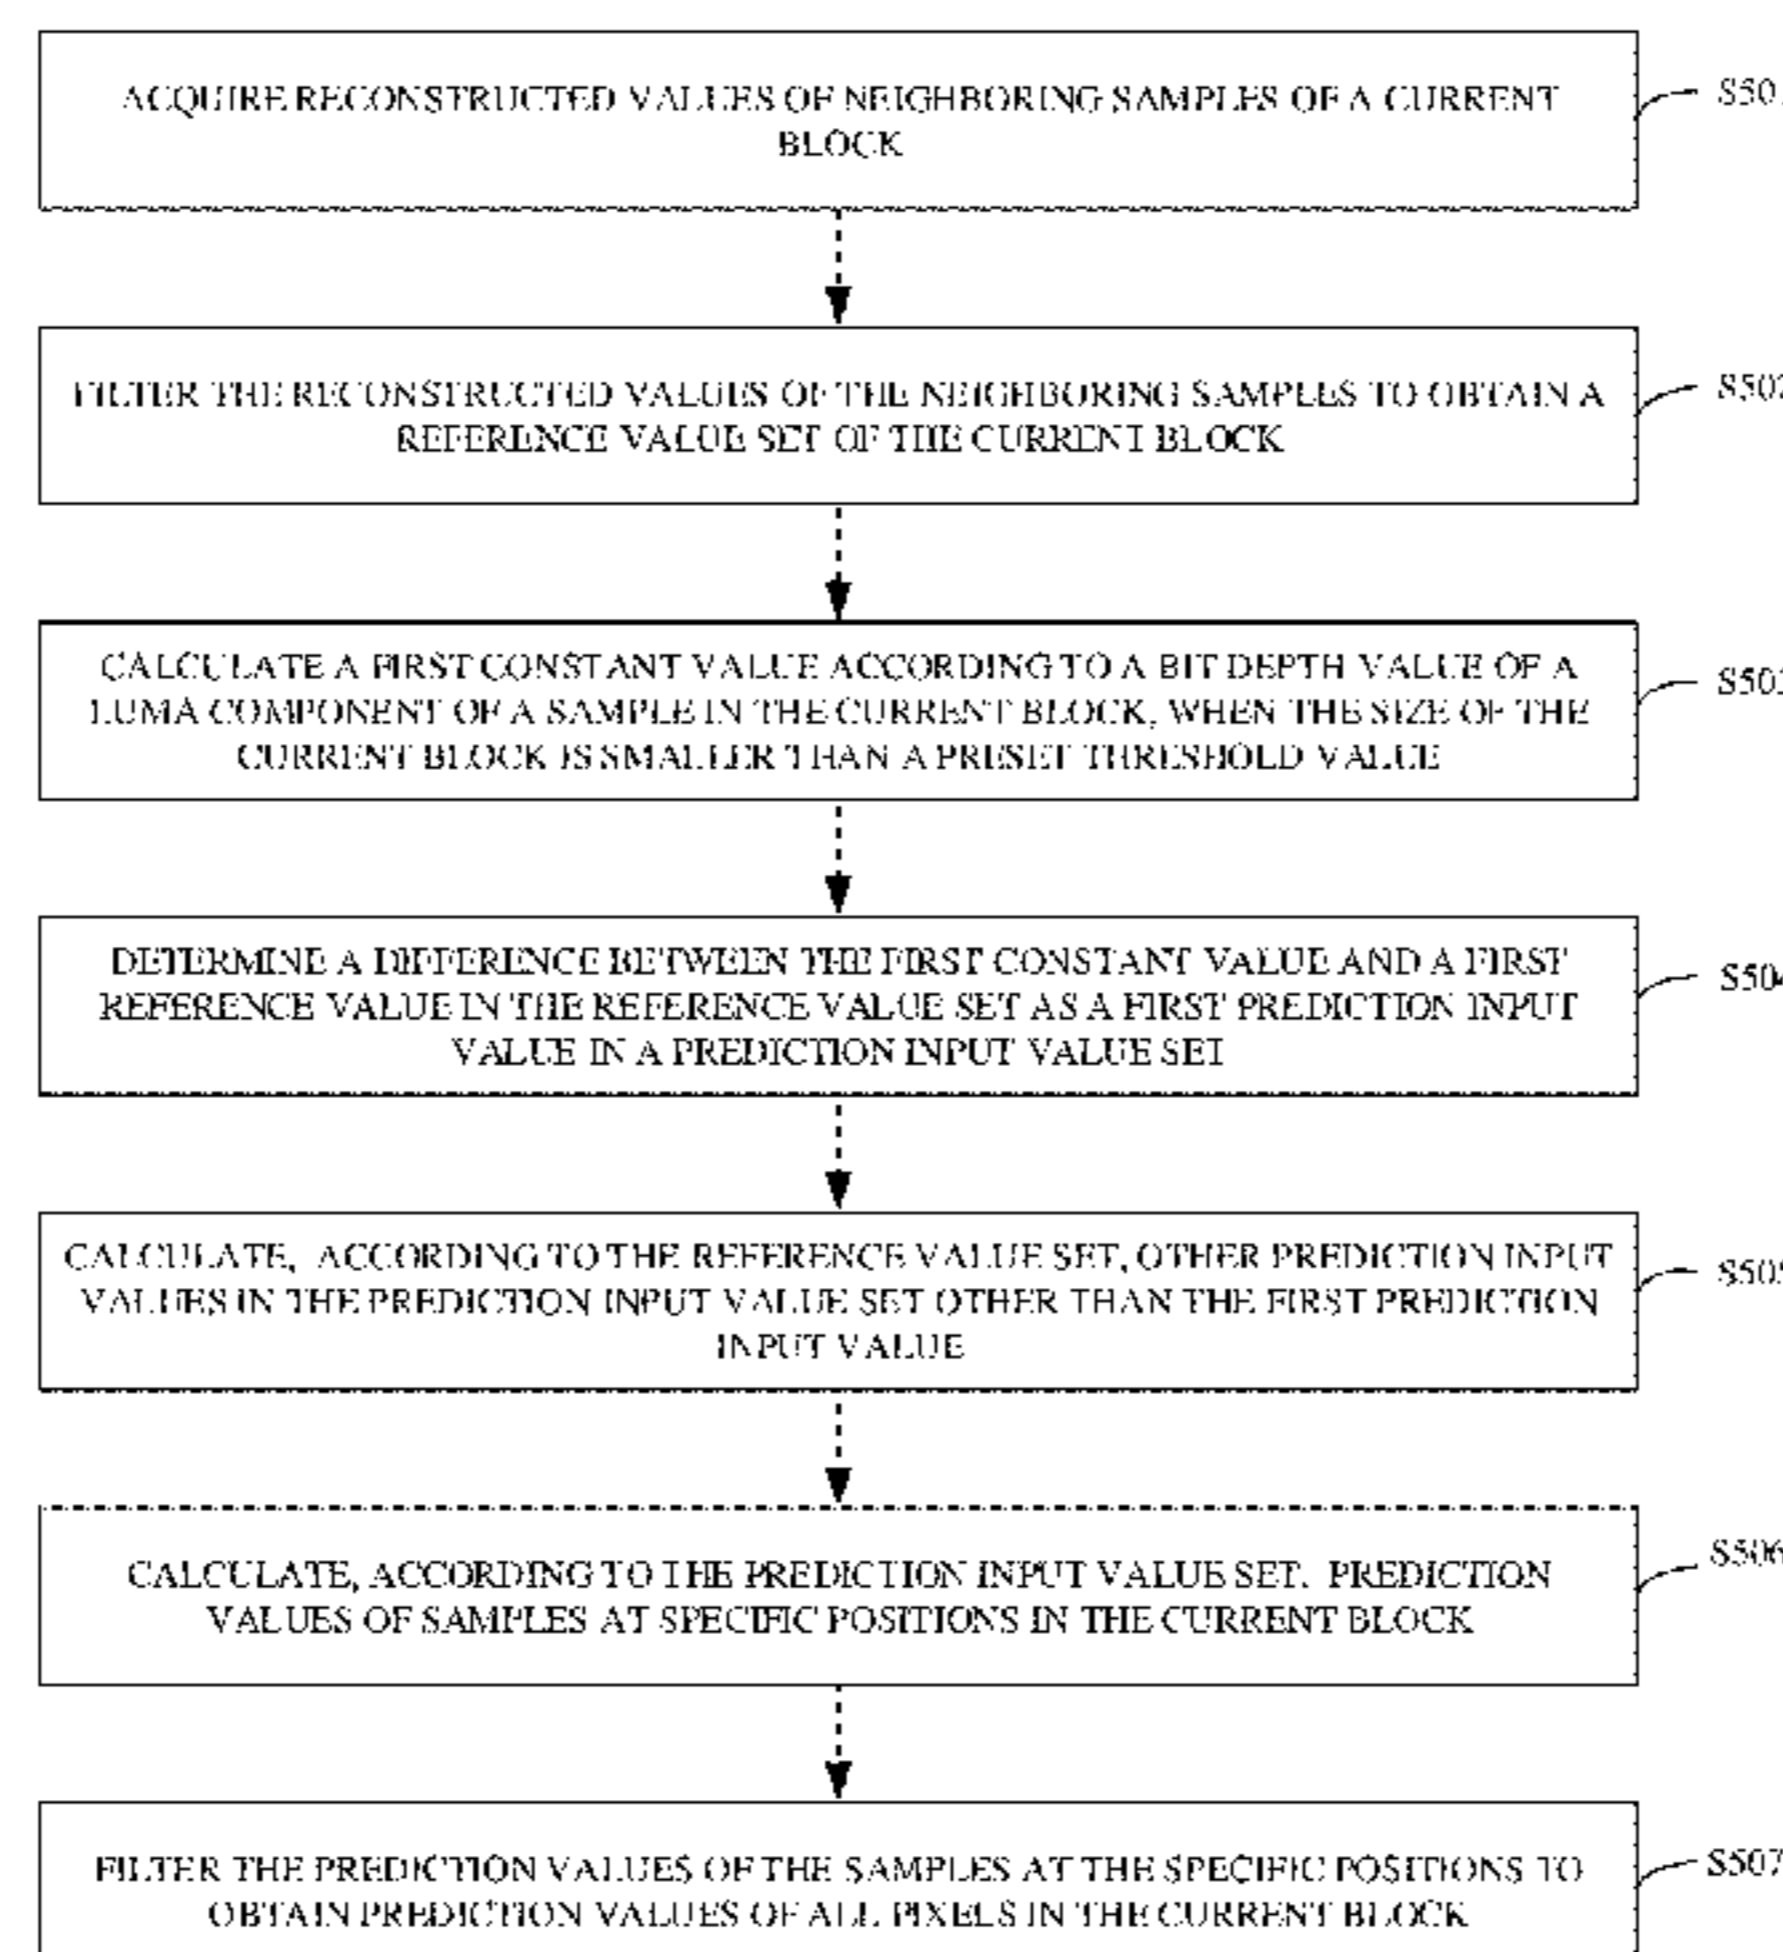 ACQUIRE RECONSTRUCTED VALUES OF NEIGHBORING SAMPLES OF A CURRENT
BLOCK
S501
FILTER THE RECONSTRUCTED VALUES OF THE NEIGHBORING SAMPLES TO OBTAIN A
REFERENCE VALUE SET OF THE CURRENT BLOCK
S502
CALCULATE A FIRST CONSTANT VALUE ACCORDING TO A BIT DEPTH VALUE OF A
LUMA COMPONENT OF A SAMPLE IN THE CURRENT BLOCK, WHEN THE SIZE OF THE
CURRENT BLOCK IS SMALLER THAN A PRESET THRESHOLD VALUE
S503
DETERMINE A DIFFERENCE BETWEEN THE FIRST CONSTANT VALUE AND A FIRST
REFERENCE VALUE IN THE REFERENCE VALUE SET AS A FIRST PREDICTION INPUT
VALUE IN A PREDICTION INPUT VALUE SET
S504
CALCULATE, ACCORDING TO THE REFERENCE VALUE SET, OTHER PREDICTION INPUT
VALUES IN THE PREDICTION INPUT VALUE SET OTHER THAN THE FIRST PREDICTION
INPUT VALUE
S505
CALCULATE, ACCORDING TO THE PREDICTION INPUT VALUE SET, PREDICTION
VALUES OF SAMPLES AT SPECIFIC POSITIONS IN THE CURRENT BLOCK
S506
FILTER THE PREDICTION VALUES OF THE SAMPLES AT THE SPECIFIC POSITIONS TO
OBTAIN PREDICTION VALUES OF ALL PIXELS IN THE CURRENT BLOCK
S507